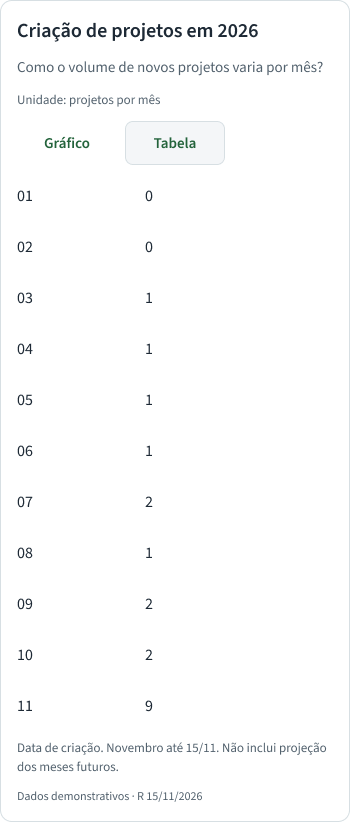 Criação de projetos em 2026
Como o volume de novos projetos varia por mês?
Unidade: projetos por mês
Gráfico Tabela
01 0
02 0
03 1
04 1
05 1
06 1
07 2
08 1
09 2
10 2
11 9
Data de criação. Novembro até 15/11. Não inclui projeção
dos meses futuros.
Dados demonstrativos · R 15/11/2026